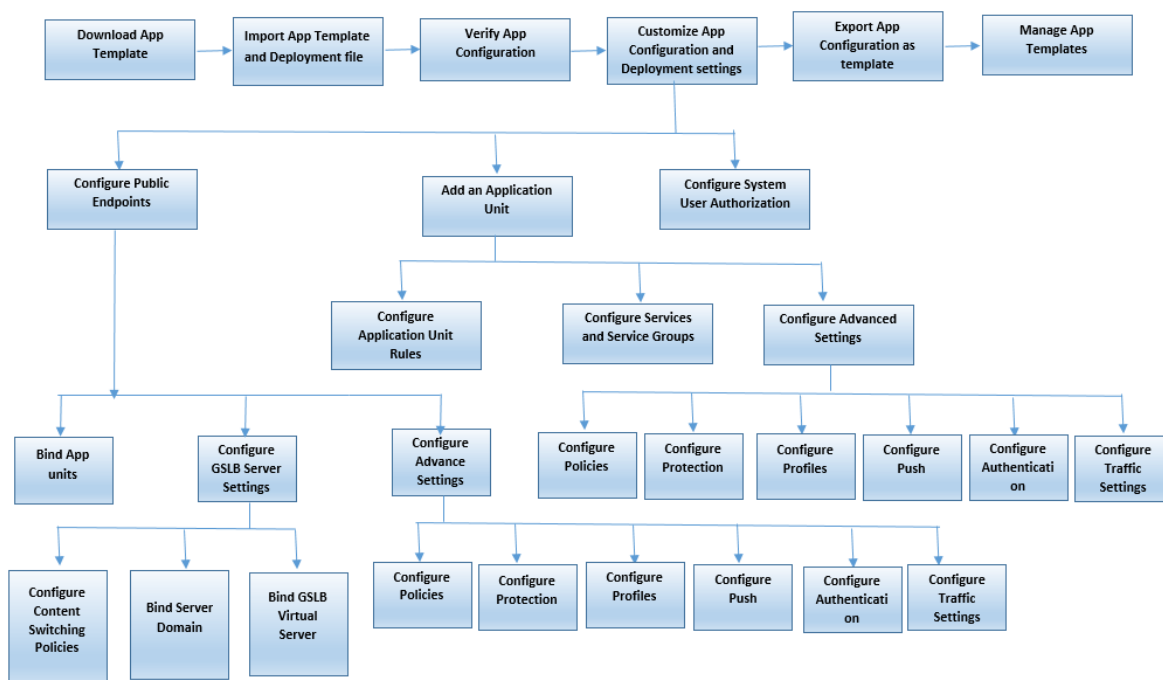 Download App
Template
Import App Template
and Deployment file
Verify App
Configuration
Customize App
Configuration and
Deployment settings
Export App
Configuration as
template
Manage App
Templates
Configure Public
Endpoints
Add an Application
Unit
Configure System
User Authorization
Configure
Application Unit
Rules
Configure Services
and Service Groups
Configure Advanced
Settings
Bind App
units
Configure
GSLB Server
Settings
Configure
Advance
Settings
Configure
Policies
Configure
Protection
Configure
Profiles
Configure
Push
Configure
Authenticati
on
Configure
Traffic
Settings
Configure
Content
Switching
Policies
Bind Server
Domain
Bind GSLB
Virtual
Server
Configure
Policies
Configure
Protection
Configure
Profiles
Configure
Push
Configure
Authenticati
on
Configure
Traffic
Settings